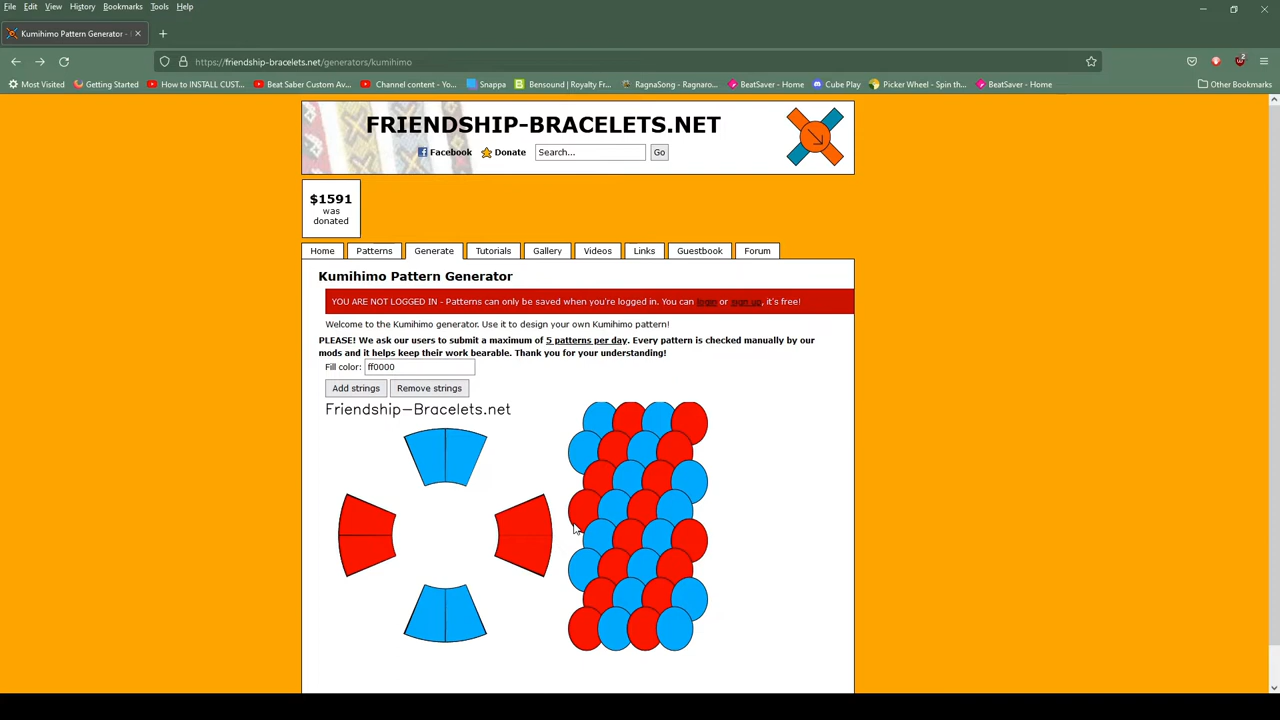 File Edit View History Bookmarks Tools Help
Kumihimo Pattern Generator -
https://friendship-bracelets.net/generators/kumihimo
Most Visited Getting Started How to INSTALL CUST... Beat Saber Custom Av... Channel content - Yo... Snappa Bensound | Royalty Fr... RagnaSong - Ragnaro... BeatSaver - Home Cube Play Picker Wheel - Spin th... BeatSaver - Home Other Bookmarks
FRIENDSHIP-BRACELETS.NET
Facebook Donate Search... Go
$1591
was
donated
Home Patterns Generate Tutorials Gallery Videos Links Guestbook Forum
Kumihimo Pattern Generator
YOU ARE NOT LOGGED IN - Patterns can only be saved when you're logged in. You can login or sign up, it's free!
Welcome to the Kumihimo generator. Use it to design your own Kumihimo pattern!
PLEASE! We ask our users to submit a maximum of 5 patterns per day. Every pattern is checked manually by our
mods and it helps keep their work bearable. Thank you for your understanding!
Fill color: ff0000
Add strings Remove strings
Friendship-Bracelets.net